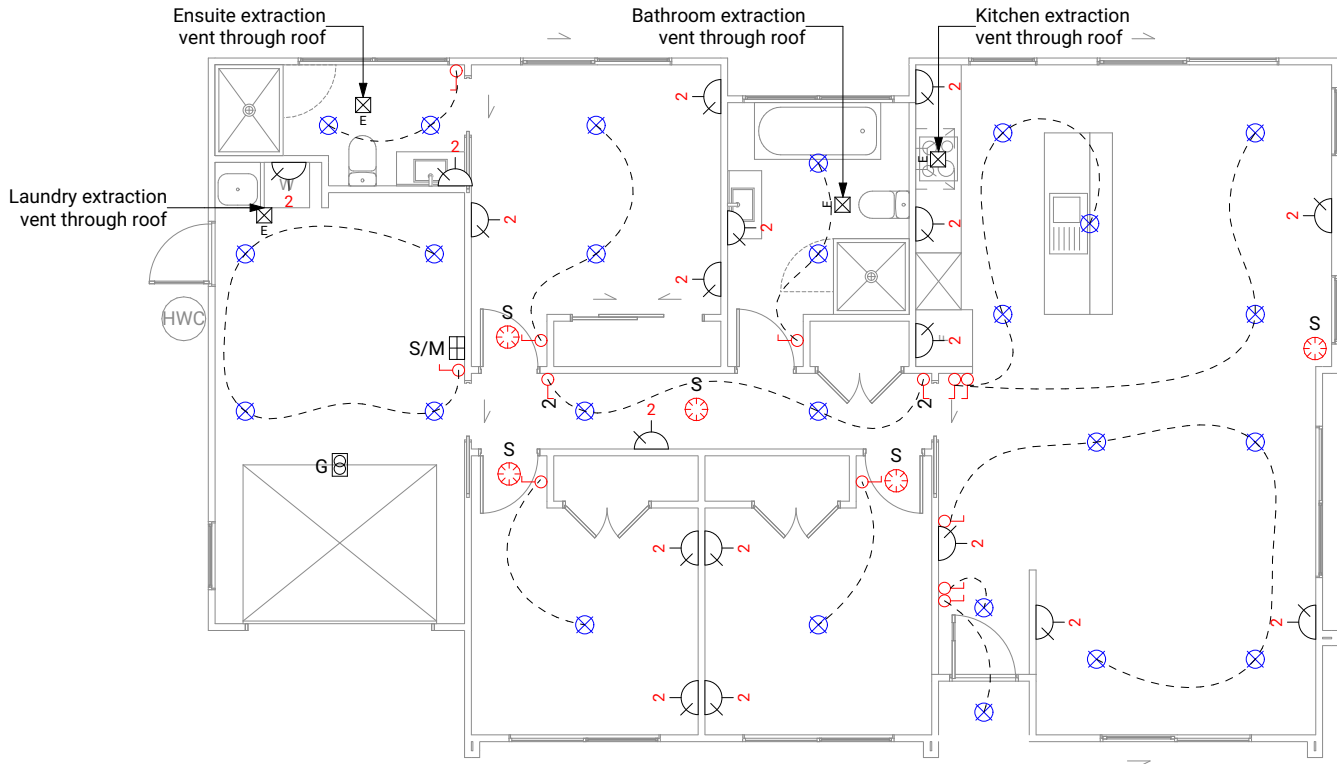 Ensuite extraction
vent through roof
Bathroom extraction
vent through roof
Kitchen extraction
vent through roof
E
2
2
2
E
W
2
Laundry extraction
vent through roof
E
2
2
2
E
2
2
2
HWC
S
S/M
2
S
2
S
2
2
S
G
S
2
2
2
2
2
2
2
2